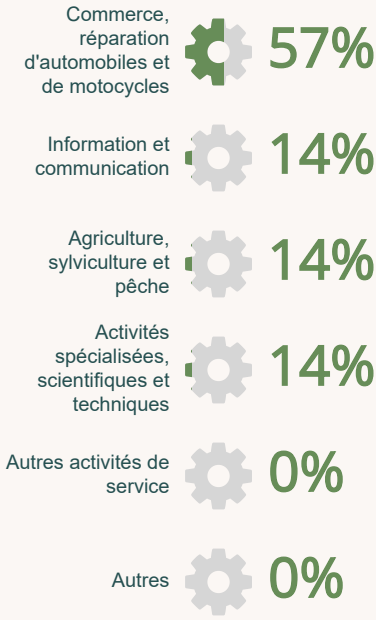 Commerce,
réparation
d'automobiles et
de motocycles
57%
Information et
communication
14%
Agriculture,
sylviculture et
pêche
14%
Activités
spécialisées,
scientifiques et
techniques
14%
Autres activités de
service
0%
Autres
0%